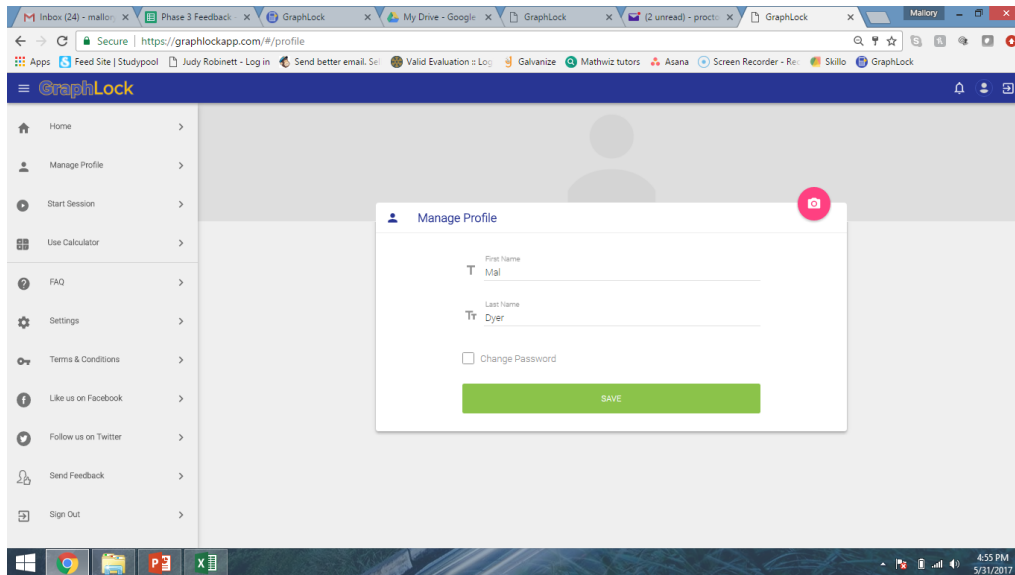 Inbox (24) - mallor
Phase 3 Feedback
GraphLock
My Drive - Google
GraphLock
(2 unread) - procto
GraphLock
Mallory
Secure | https://graphlockapp.com/#/profile
Apps
Feed Site | Studypool
Judy Robinett - Log in
Send better email. Sel
Valid Evaluation :: Log
Galvanize
Mathwiz tutors
Asana
Screen Recorder - Rec
Skillo
GraphLock
GraphLock
Home
Manage Profile
Start Session
Use Calculator
FAQ
Settings
Terms & Conditions
Like us on Facebook
Follow us on Twitter
Send Feedback
Sign Out
Manage Profile
First Name
Mal
Last Name
Dyer
Change Password
SAVE
4:55 PM
5/31/2017